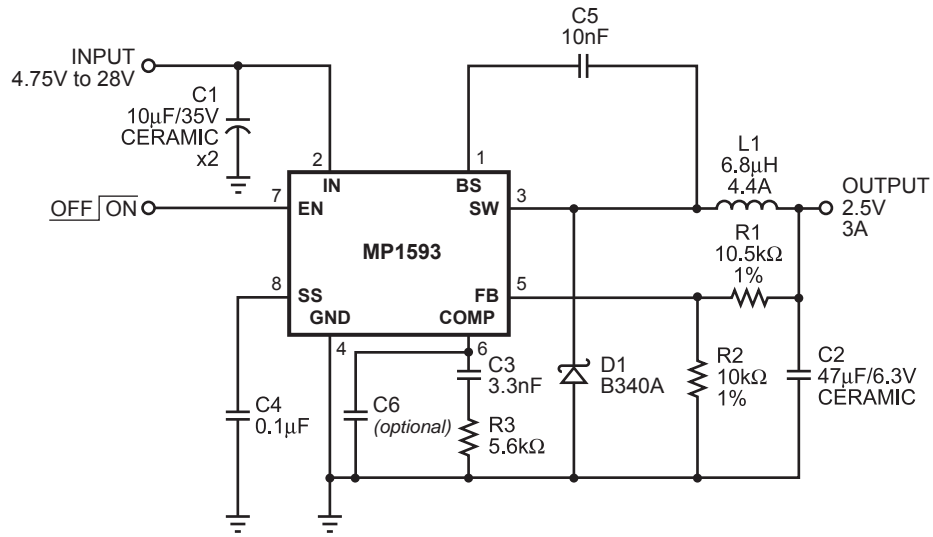 C5
10nF
INPUT
4.75V to 28V
C1
10μF/35V
CERAMIC
x2
2
1
IN
BS
L1
6.8μH
4.4A
OFF ON
7
EN
SW
3
OUTPUT
2.5V
3A
MP1593
R1
10.5kΩ
1%
8
SS
FB
5
GND
COMP
4
6
C3
3.3nF
D1
B340A
R2
10kΩ
1%
C2
47μF/6.3V
CERAMIC
C4
0.1μF
C6
(optional)
R3
5.6kΩ